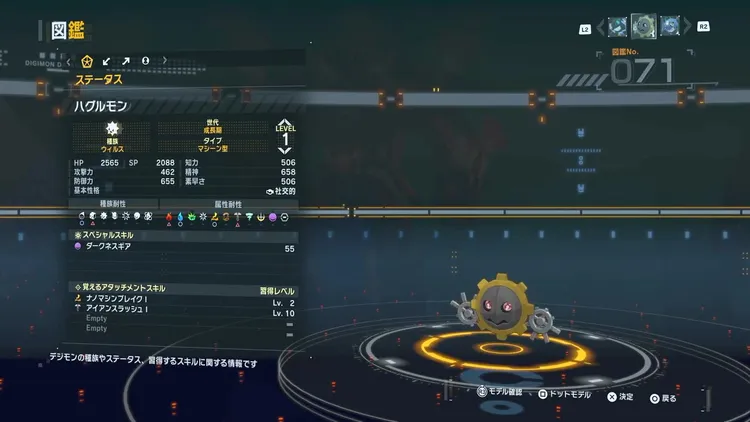 図鑑
L2
R2
図鑑No.
071
DIGIMON D
ステータス
ハグルモン
種族
ウイルス
世代
成長期
タイプ
マシーン型
LEVEL
1
HP 2565 SP 2088 知力 506
攻撃力 462 精神 658
防御力 655 素早さ 506
基本性格 社交的
種族耐性 属性耐性
スペシャルスキル
ダークネスギア 55
覚えるアタッチメントスキル 習得レベル
ナノマシンブレイクⅠ Lv. 2
アイアンスラッシュⅠ Lv. 10
Empty
Empty
デジモンの種族やステータス、習得するスキルに関する情報です
モデル確認 ドットモデル 決定 戻る